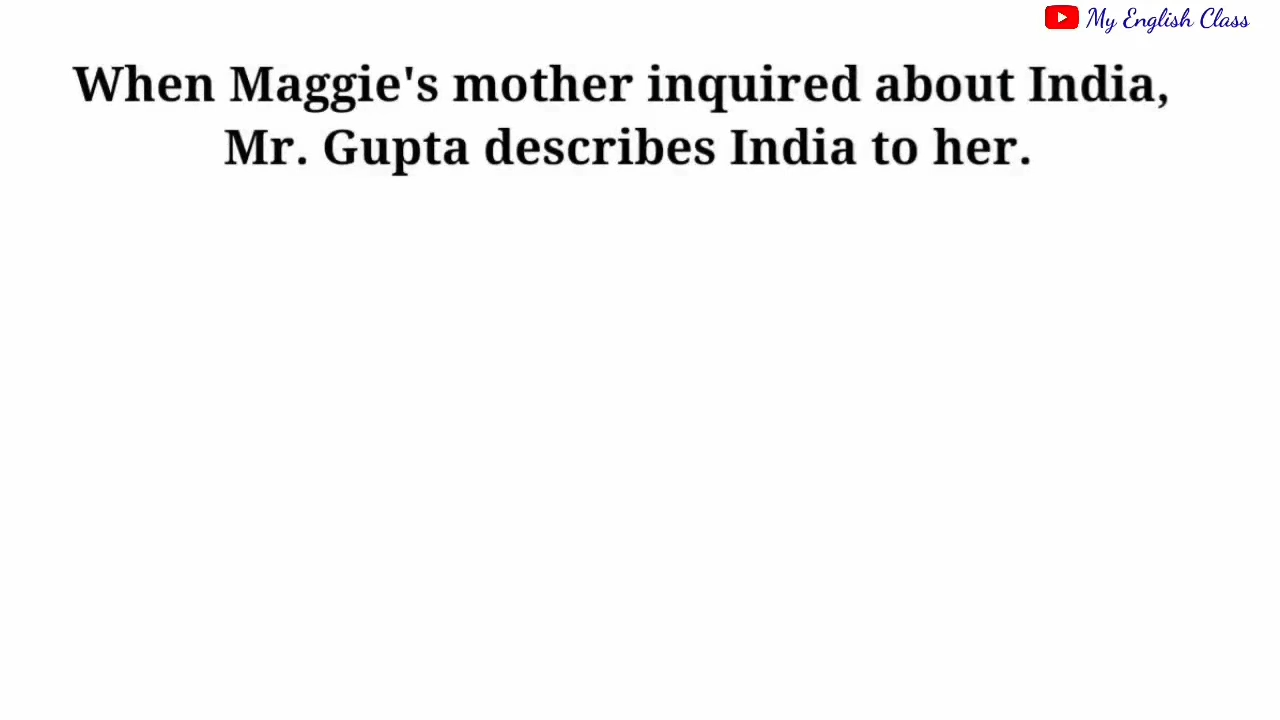 My English Class
When Maggie's mother inquired about India,
Mr. Gupta describes India to her.